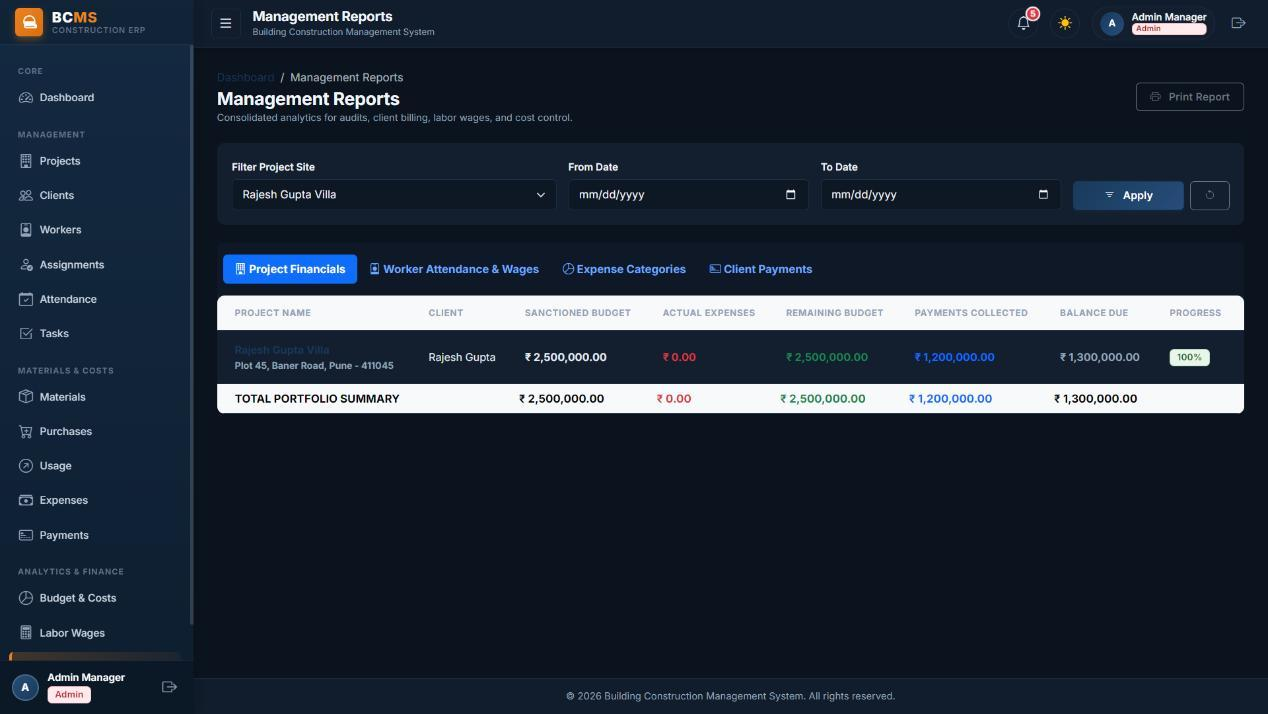 BCMS
CONSTRUCTION ERP
CORE
Dashboard
MANAGEMENT
Projects
Clients
Workers
Assignments
Attendance
Tasks
MATERIALS & COSTS
Materials
Purchases
Usage
Expenses
Payments
ANALYTICS & FINANCE
Budget & Costs
Labor Wages
A
Admin Manager
Admin
Management Reports
Building Construction Management System
5
A
Admin Manager
Admin
Dashboard / Management Reports
Management Reports
Consolidated analytics for audits, client billing, labor wages, and cost control.
Print Report
Filter Project Site From Date To Date
Rajesh Gupta Villa mm/dd/yyyy mm/dd/yyyy Apply
Project Financials Worker Attendance & Wages Expense Categories Client Payments
PROJECT NAME CLIENT SANCTIONED BUDGET ACTUAL EXPENSES REMAINING BUDGET PAYMENTS COLLECTED BALANCE DUE PROGRESS
Rajesh Gupta Villa
Plot 45, Baner Road, Pune - 411045 Rajesh Gupta ₹ 2,500,000.00 ₹ 0.00 ₹ 2,500,000.00 ₹ 1,200,000.00 ₹ 1,300,000.00 100%
TOTAL PORTFOLIO SUMMARY ₹ 2,500,000.00 ₹ 0.00 ₹ 2,500,000.00 ₹ 1,200,000.00 ₹ 1,300,000.00
© 2026 Building Construction Management System. All rights reserved.